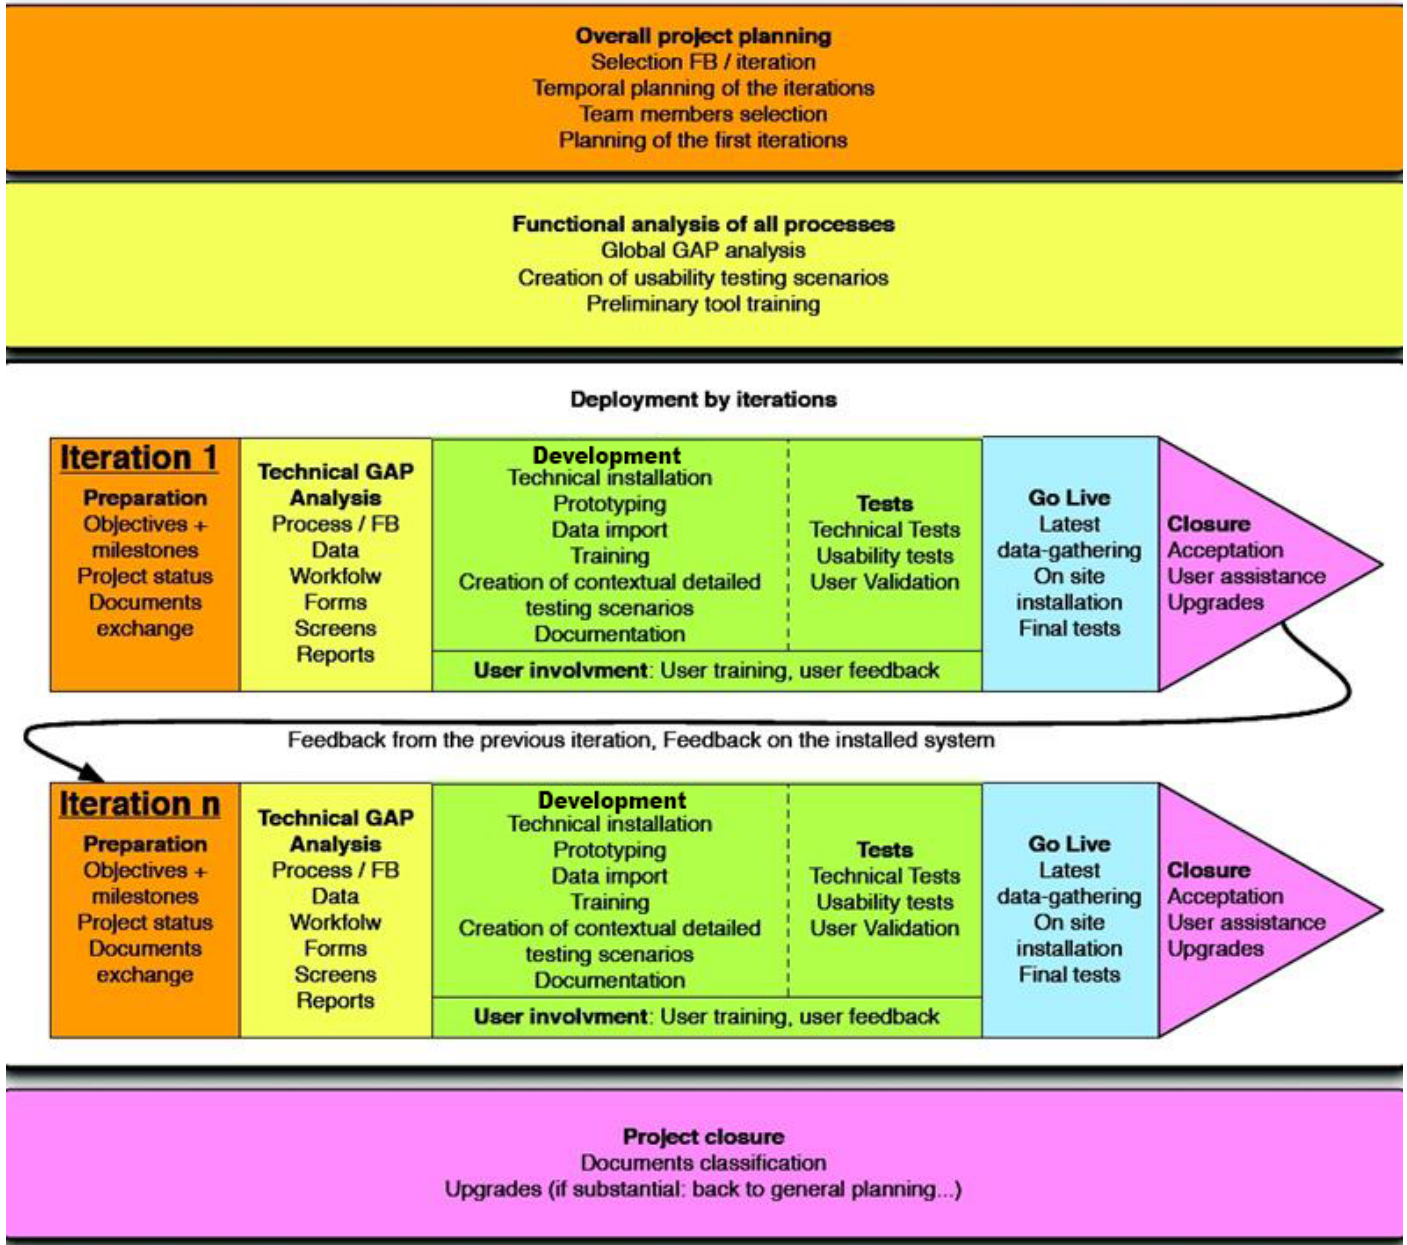 Overall project planning
Selection FB / iteration
Temporal planning of the iterations
Team members selection
Planning of the first iterations
Functional analysis of all processes
Global GAP analysis
Creation of usability testing scenarios
Preliminary tool training
Deployment by iterations
Iteration 1
Preparation
Objectives +
milestones
Project status
Documents
exchange
Technical GAP
Analysis
Process / FB
Data
Workfolw
Forms
Screens
Reports
Development
Technical installation
Prototyping
Data import
Training
Creation of contextual detailed
testing scenarios
Documentation
Tests
Technical Tests
Usability tests
User Validation
User involvment: User training, user feedback
Go Live
Latest
data-gathering
On site
installation
Final tests
Closure
Acceptation
User assistance
Upgrades
Feedback from the previous iteration, Feedback on the installed system
Iteration n
Preparation
Objectives +
milestones
Project status
Documents
exchange
Technical GAP
Analysis
Process / FB
Data
Workfolw
Forms
Screens
Reports
Development
Technical installation
Prototyping
Data import
Training
Creation of contextual detailed
testing scenarios
Documentation
Tests
Technical Tests
Usability tests
User Validation
User involvment: User training, user feedback
Go Live
Latest
data-gathering
On site
installation
Final tests
Closure
Acceptation
User assistance
Upgrades
Project closure
Documents classification
Upgrades (if substantial: back to general planning...)